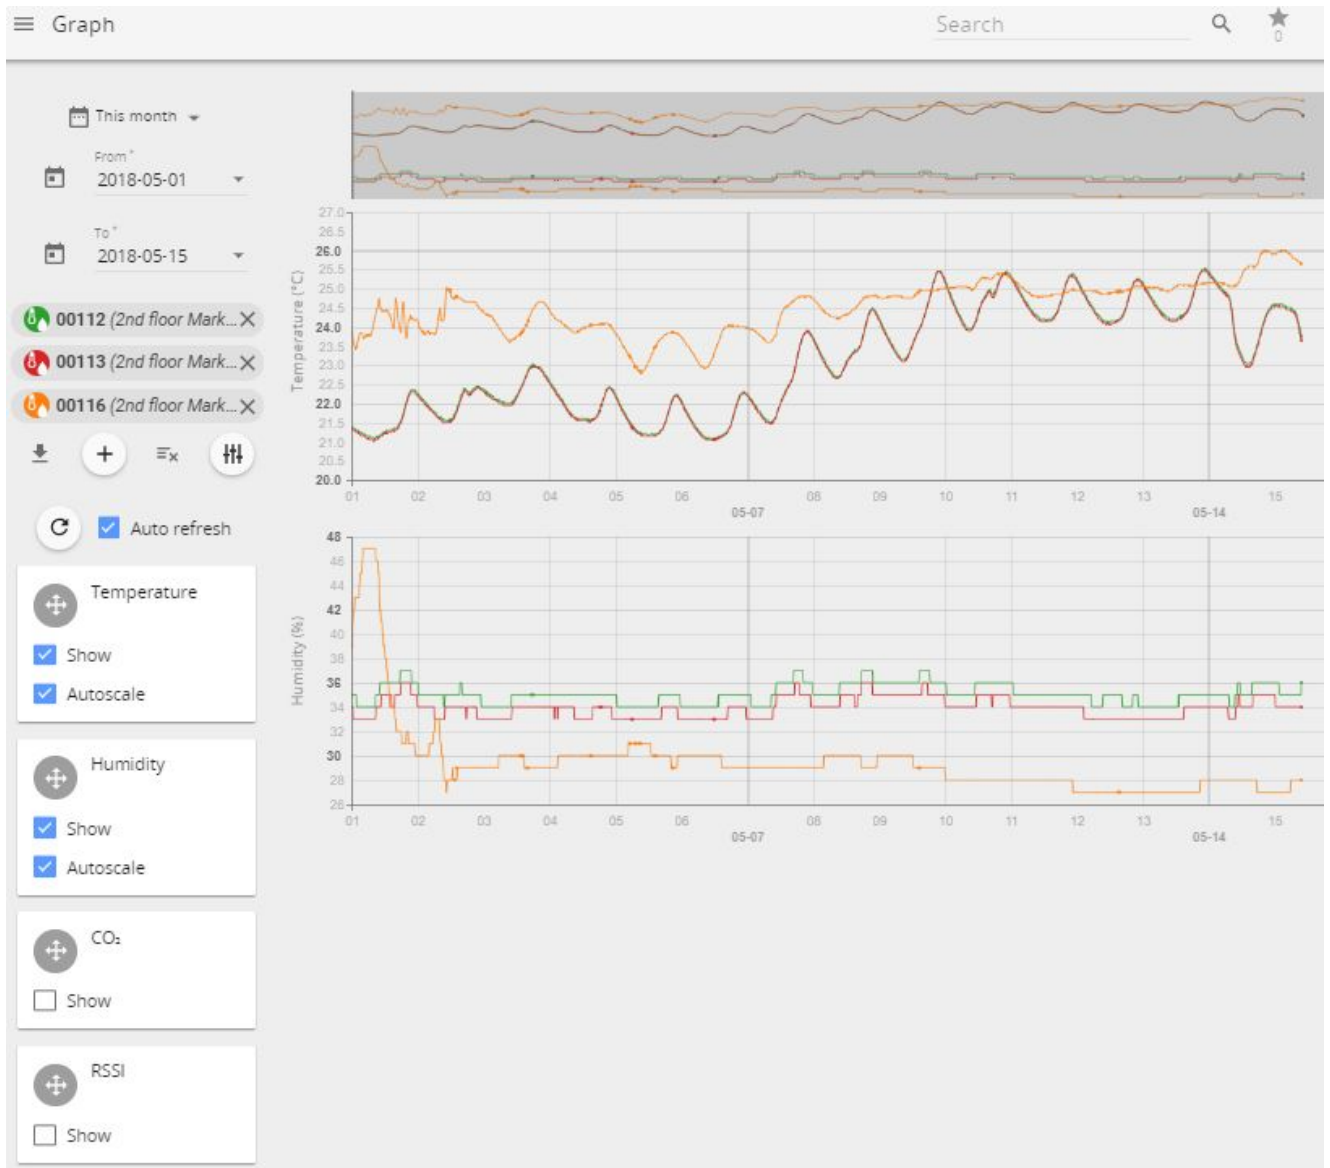 Graph
Search
0
This month
From *
2018-05-01
To *
2018-05-15
00112 (2nd floor Mark...
00113 (2nd floor Mark...
00116 (2nd floor Mark...
Auto refresh
Temperature
Show
Autoscale
Humidity
Show
Autoscale
CO₂
Show
RSSI
Show
Temperature (°C)
27.0
26.5
26.0
25.5
25.0
24.5
24.0
23.5
23.0
22.5
22.0
21.5
21.0
20.5
20.0
01 02 03 04 05 06 08 09 10 11 12 13 15
05-07 05-14
Humidity (%)
48
46
44
42
40
38
36
34
32
30
28
26
01 02 03 04 05 06 08 09 10 11 12 13 15
05-07 05-14